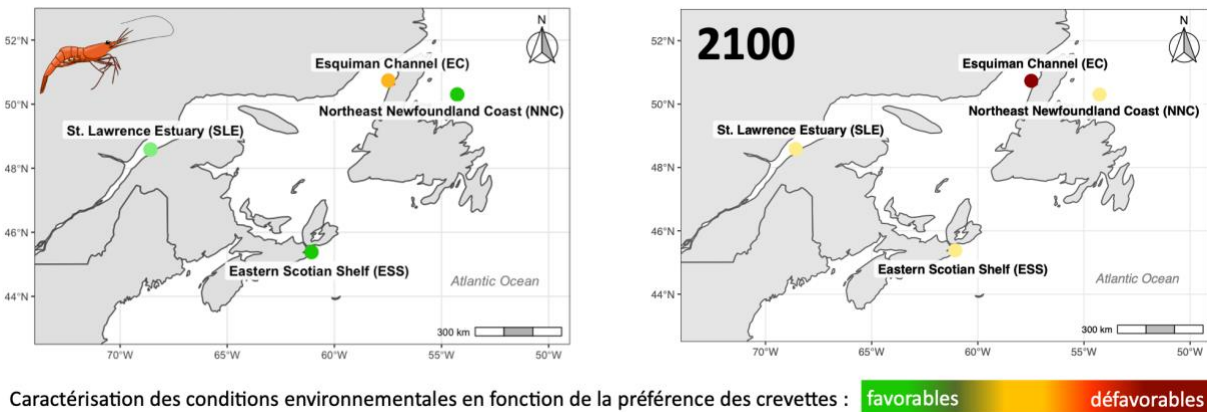 52°N
50°N
48°N
46°N
44°N
70°W
65°W
60°W
55°W
50°W
N
Esquiman Channel (EC)
Northeast Newfoundland Coast (NNC)
St. Lawrence Estuary (SLE)
Eastern Scotian Shelf (ESS)
Atlantic Ocean
300 km
2100
52°N
50°N
48°N
46°N
44°N
70°W
65°W
60°W
55°W
50°W
N
Esquiman Channel (EC)
Northeast Newfoundland Coast (NNC)
St. Lawrence Estuary (SLE)
Eastern Scotian Shelf (ESS)
Atlantic Ocean
300 km
Caractérisation des conditions environnementales en fonction de la préférence des crevettes : favorables défavorables